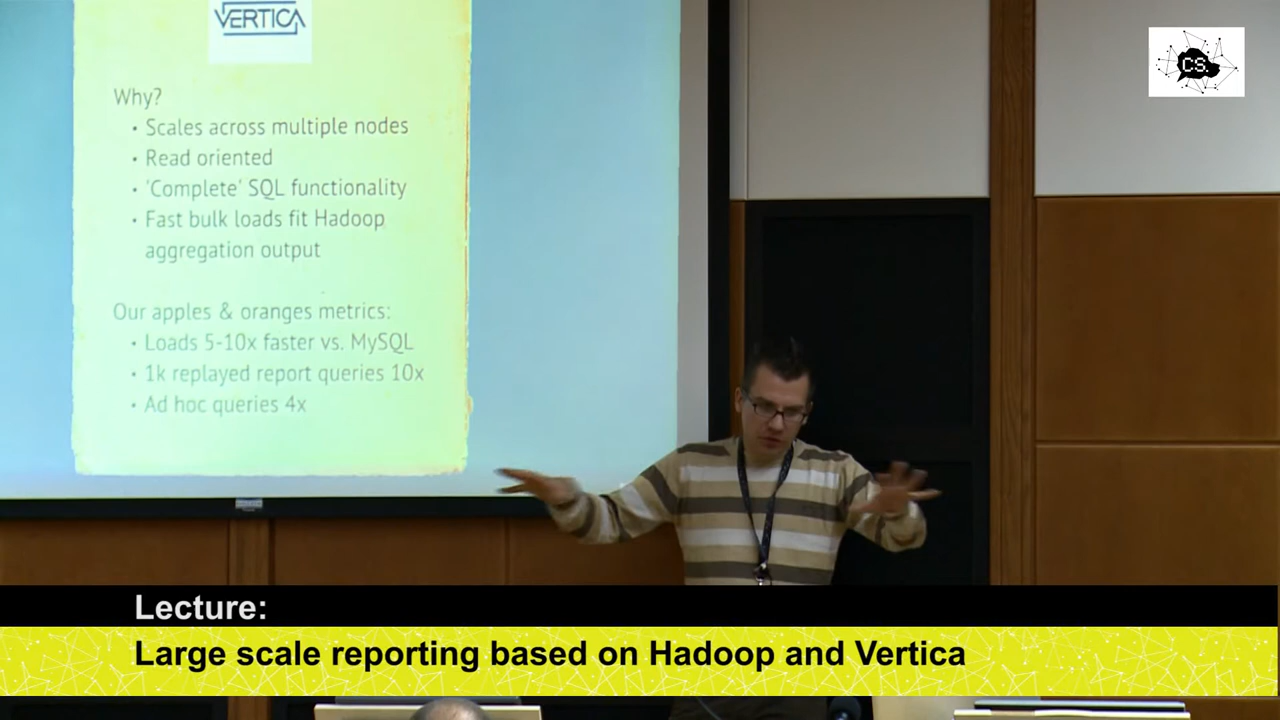 VERTICA
CS.
Why?
• Scales across multiple nodes
• Read oriented
• 'Complete' SQL functionality
• Fast bulk loads fit Hadoop
aggregation output
Our apples & oranges metrics:
• Loads 5-10x faster vs. MySQL
• 1k replayed report queries 10x
• Ad hoc queries 4x
Lecture:
Large scale reporting based on Hadoop and Vertica